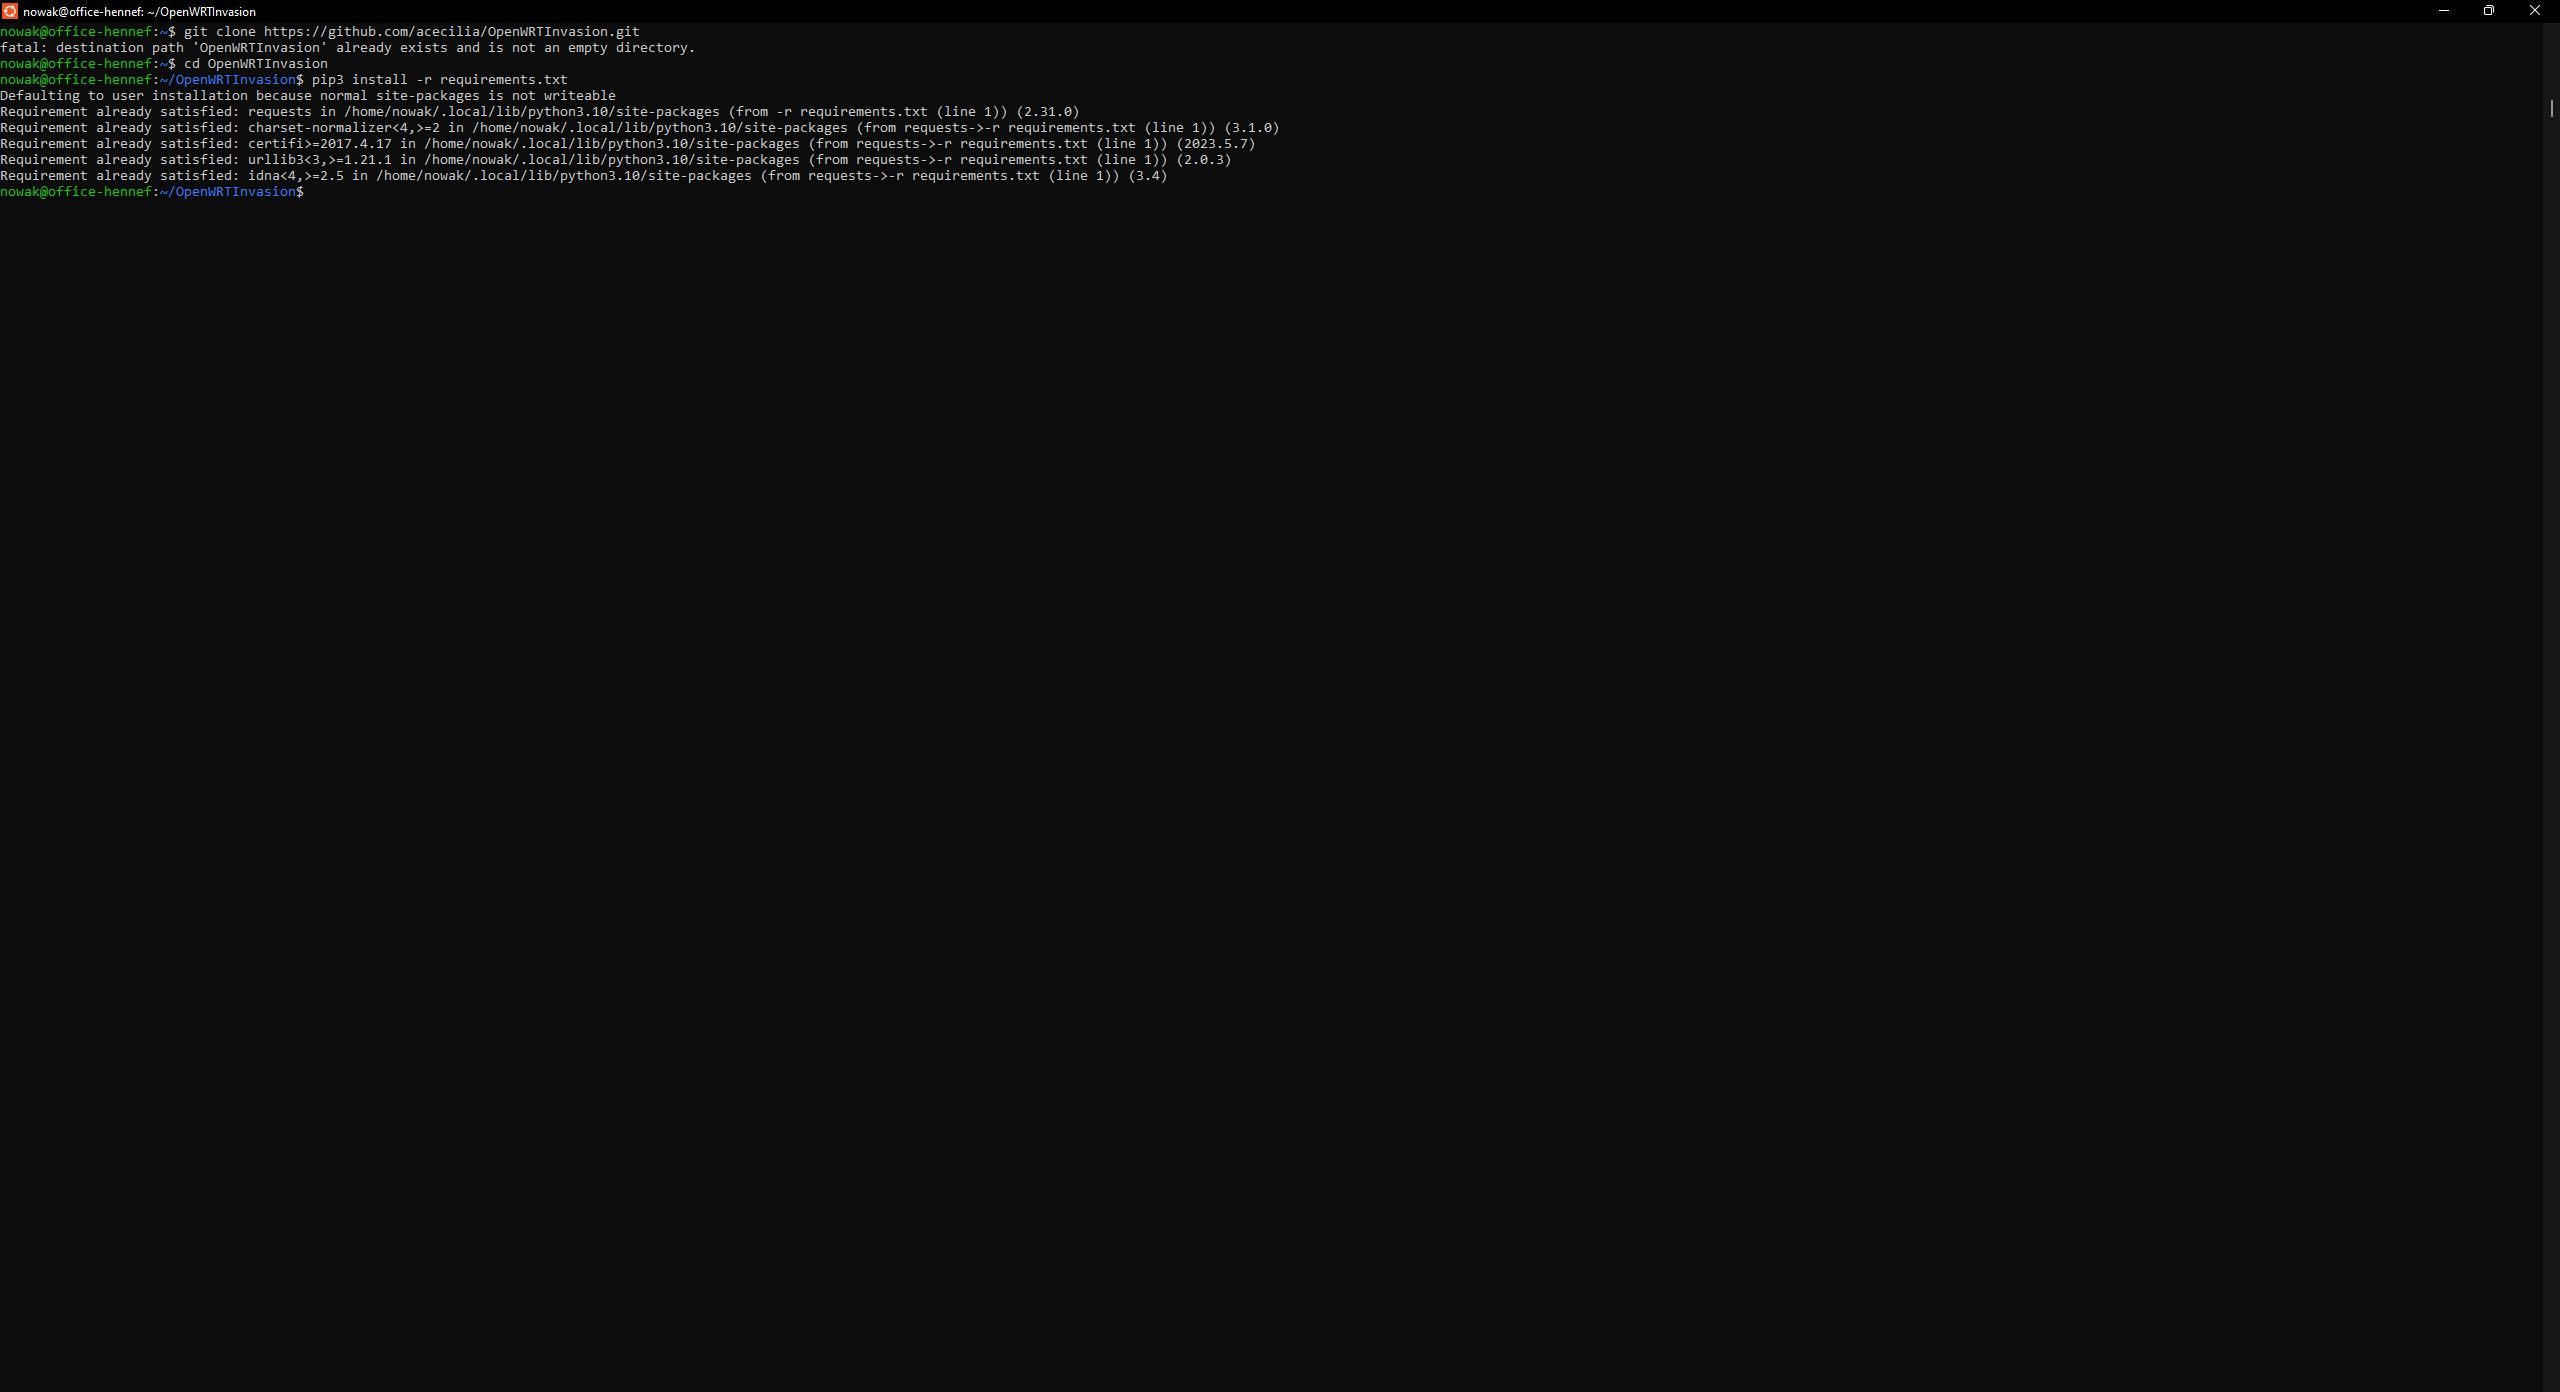 nowak@office-hennef: ~/OpenWRTInvasion
nowak@office-hennef:~$ git clone https://github.com/acecilia/OpenWRTInvasion.git
fatal: destination path 'OpenWRTInvasion' already exists and is not an empty directory.
nowak@office-hennef:~$ cd OpenWRTInvasion
nowak@office-hennef:~/OpenWRTInvasion$ pip3 install -r requirements.txt
Defaulting to user installation because normal site-packages is not writeable
Requirement already satisfied: requests in /home/nowak/.local/lib/python3.10/site-packages (from -r requirements.txt (line 1)) (2.31.0)
Requirement already satisfied: charset-normalizer<4,>=2 in /home/nowak/.local/lib/python3.10/site-packages (from requests->-r requirements.txt (line 1)) (3.1.0)
Requirement already satisfied: certifi>=2017.4.17 in /home/nowak/.local/lib/python3.10/site-packages (from requests->-r requirements.txt (line 1)) (2023.5.7)
Requirement already satisfied: urllib3<3,>=1.21.1 in /home/nowak/.local/lib/python3.10/site-packages (from requests->-r requirements.txt (line 1)) (2.0.3)
Requirement already satisfied: idna<4,>=2.5 in /home/nowak/.local/lib/python3.10/site-packages (from requests->-r requirements.txt (line 1)) (3.4)
nowak@office-hennef:~/OpenWRTInvasion$